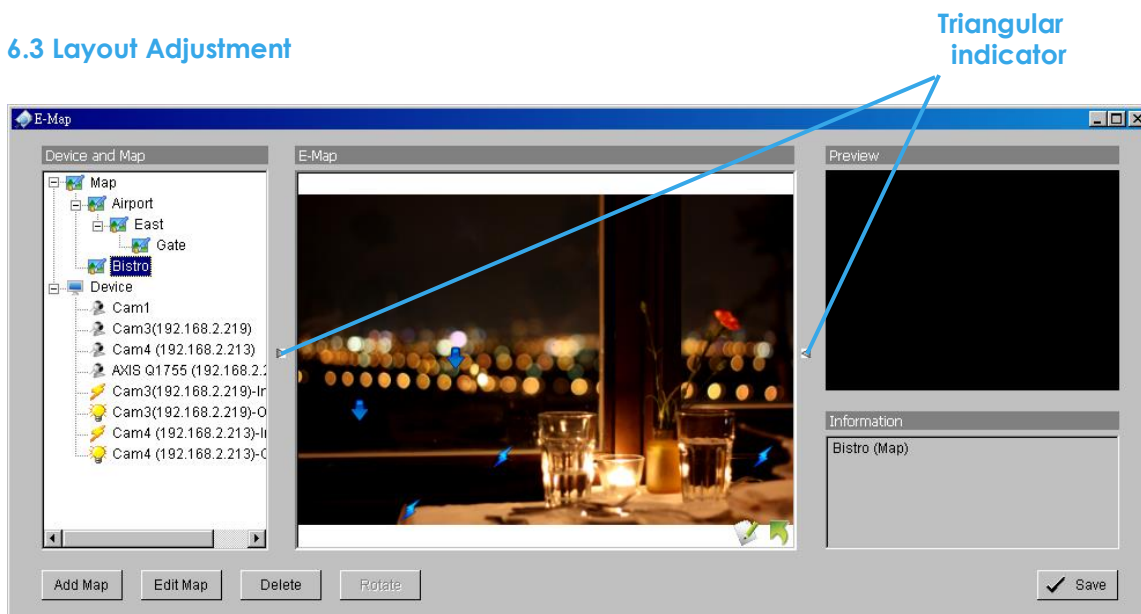 Triangular
indicator
6.3 Layout Adjustment
E-Map
Device and Map
E-Map
Preview
Map
Airport
East
Gate
Bistro
Device
Cam1
Cam3(192.168.2.219)
Cam4 (192.168.2.213)
AXIS Q1755 (192.168.2.2
Cam3(192.168.2.219)-In
Cam3(192.168.2.219)-O
Cam4 (192.168.2.213)-In
Cam4 (192.168.2.213)-O
Information
Bistro (Map)
Add Map
Edit Map
Delete
Rotate
Save